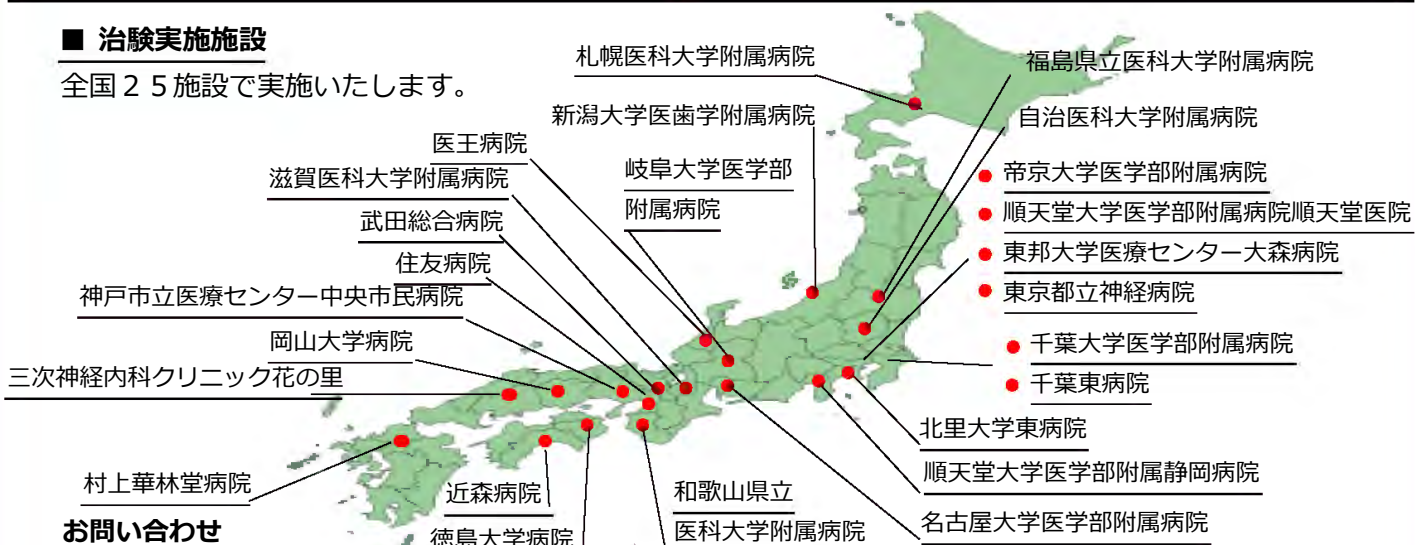 ■ 治験実施施設
全国２５施設で実施いたします。
札幌医科大学附属病院
福島県立医科大学附属病院
新潟大学医歯学附属病院
自治医科大学附属病院
医王病院
岐阜大学医学部
附属病院
滋賀医科大学附属病院
帝京大学医学部附属病院
順天堂大学医学部附属病院順天堂医院
武田総合病院
東邦大学医療センター大森病院
住友病院
東京都立神経病院
神戸市立医療センター中央市民病院
岡山大学病院
千葉大学医学部附属病院
三次神経内科クリニック花の里
千葉東病院
北里大学東病院
順天堂大学医学部附属静岡病院
村上華林堂病院
近森病院
和歌山県立
医科大学附属病院
名古屋大学医学部附属病院
お問い合わせ
徳島大学病院